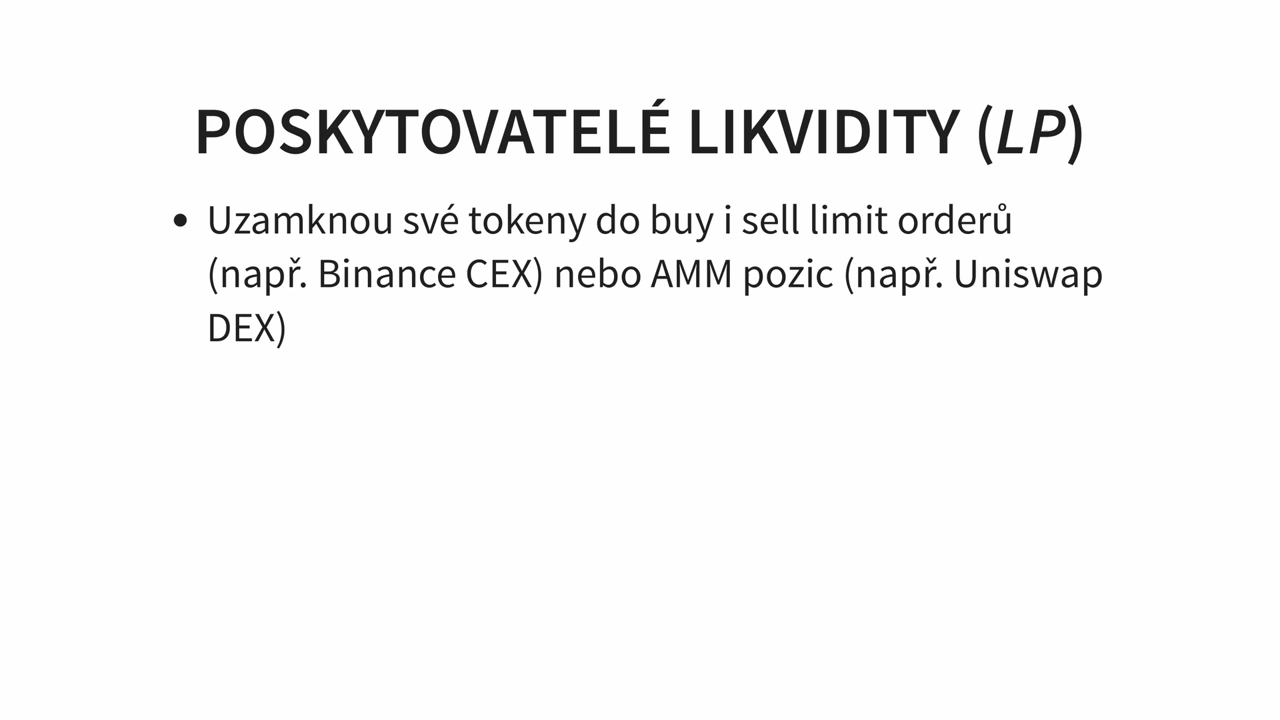 POSKYTOVATELÉ LIKVIDITY (LP)
• Uzamknou své tokeny do buy i sell limit orderů
(např. Binance CEX) nebo AMM pozic (např. Uniswap
DEX)